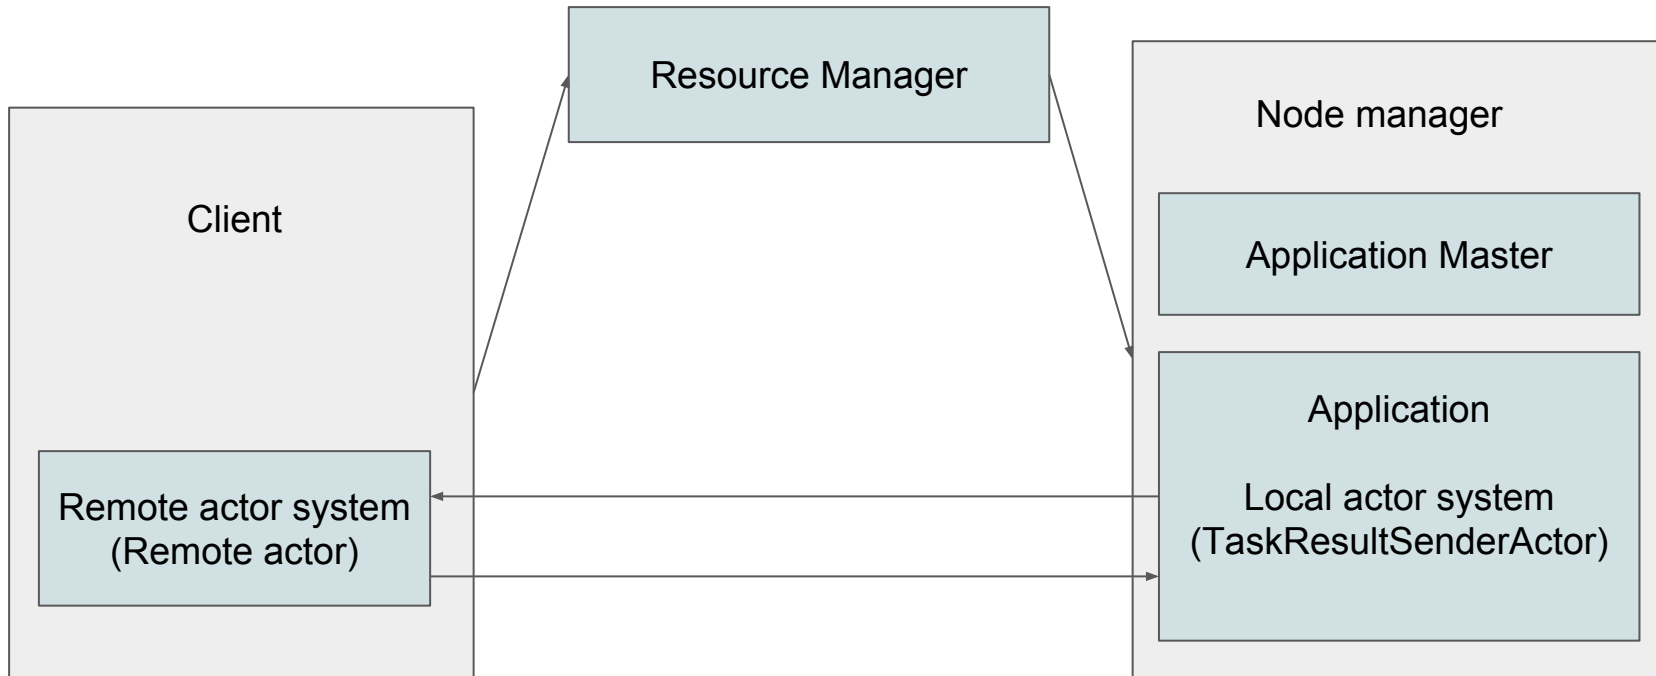 Resource Manager
Node manager
Client
Application Master
Application
Local actor system
(TaskResultSenderActor)
Remote actor system
(Remote actor)